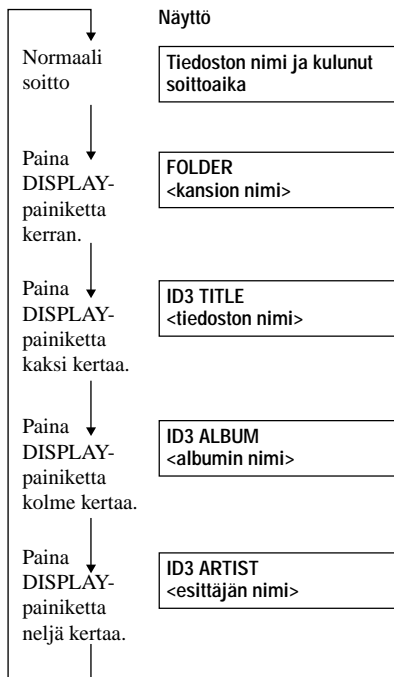 Näyttö
Normaali
soitto
Tiedoston nimi ja kulunut
soittoaika
Paina
DISPLAY-
painiketta
kerran.
FOLDER
<kansion nimi>
Paina
DISPLAY-
painiketta
kaksi kertaa.
ID3 TITLE
<tiedoston nimi>
Paina
DISPLAY-
painiketta
kolme kertaa.
ID3 ALBUM
<albumin nimi>
Paina
DISPLAY-
painiketta
neljä kertaa.
ID3 ARTIST
<esittäjän nimi>